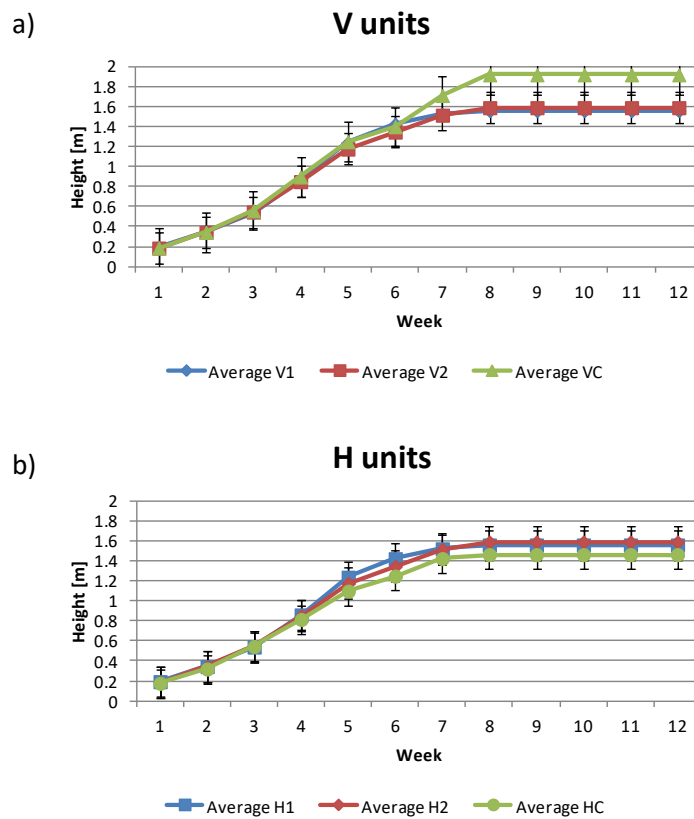 a)
V units
2
1.8
1.6
1.4
1.2
1
0.8
0.6
0.4
0.2
0
Height [m]
1 2 3 4 5 6 7 8 9 10 11 12
Week
Average V1 Average V2 Average VC
b)
H units
2
1.8
1.6
1.4
1.2
1
0.8
0.6
0.4
0.2
0
Height [m]
1 2 3 4 5 6 7 8 9 10 11 12
Week
Average H1 Average H2 Average HC